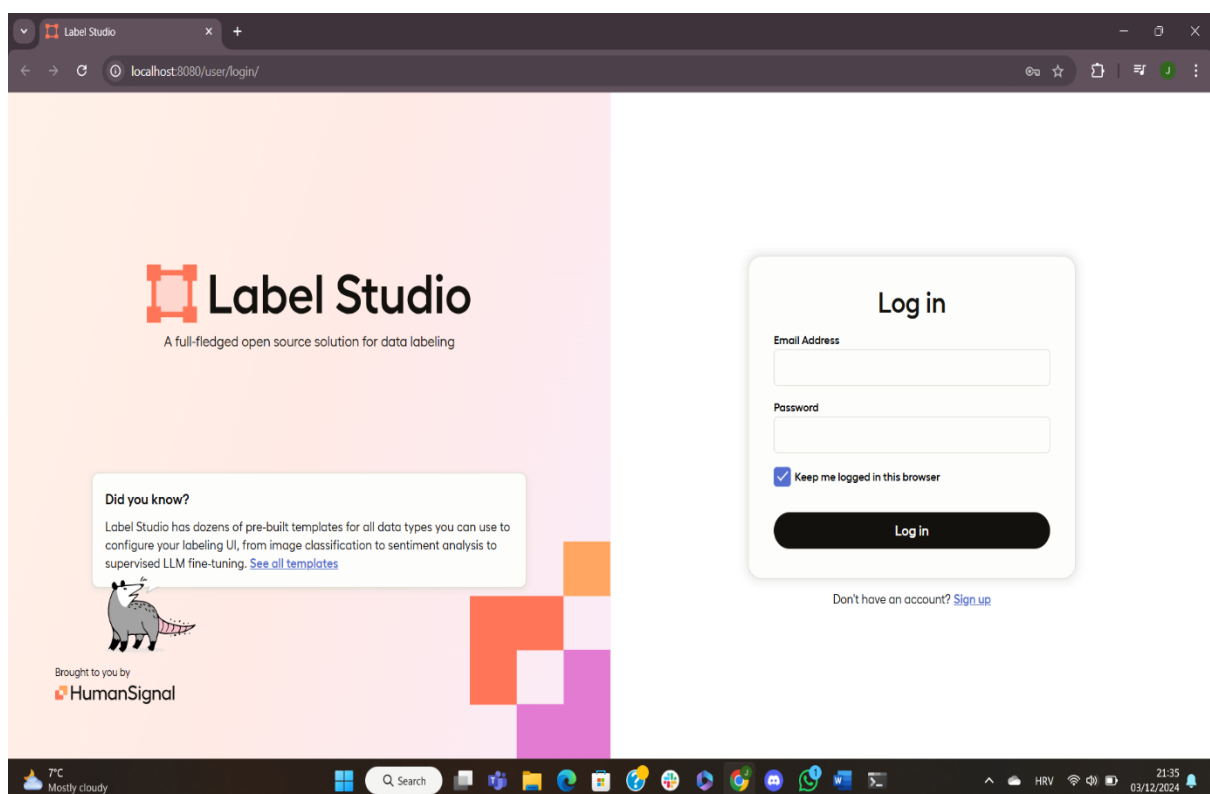 Label Studio
localhost:8080/user/login/
J
Label Studio
A full-fledged open source solution for data labeling
Did you know?
Label Studio has dozens of pre-built templates for all data types you can use to
configure your labeling UI, from image classification to sentiment analysis to
supervised LLM fine-tuning. See all templates
Brought to you by
HumanSignal
Log in
Email Address
Password
Keep me logged in this browser
Log in
Don't have an account? Sign up
7°C
Mostly cloudy
Search
J
1
HRV
21:35
03/12/2024